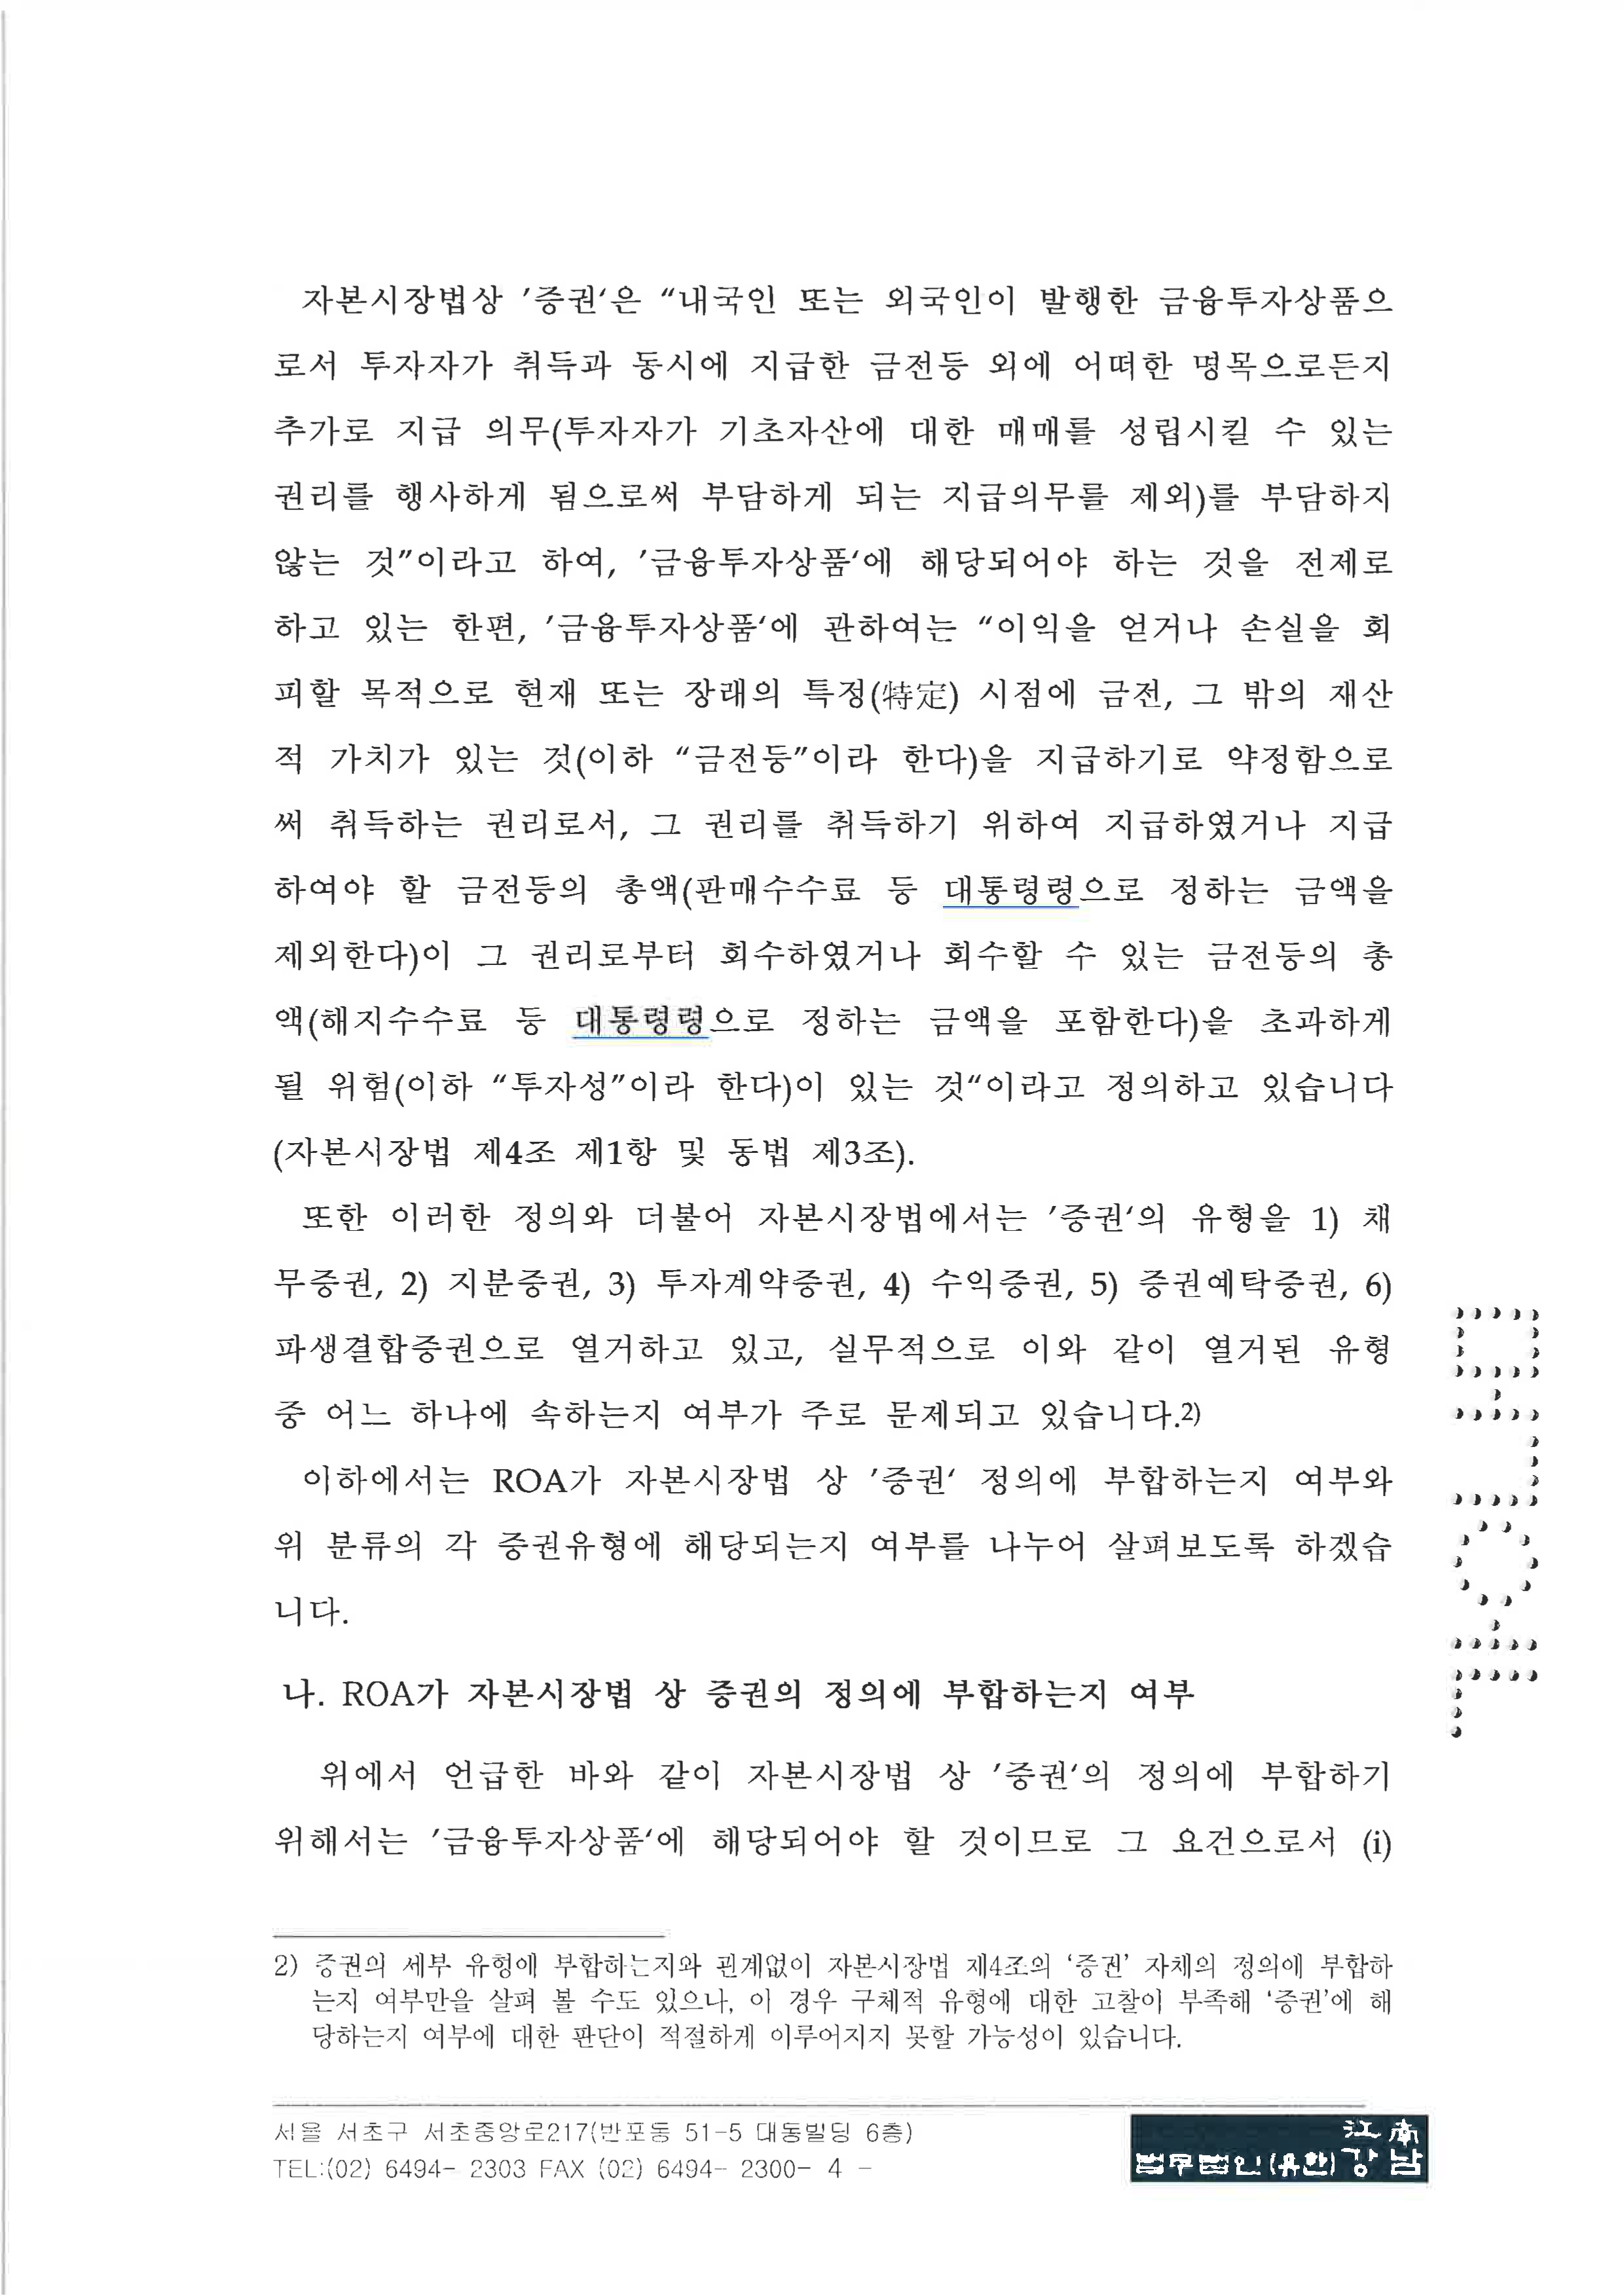 자본시장법상 '증권'은 "내국인 또는 외국인이 발행한 금융투자상품으
로서 투자자가 취득과 동시에 지급한 금전등 외에 어떠한 명목으로든지
추가로 지급 의무(투자자가 기초자산에 대한 매매를 성립시킬 수 있는
권리를 행사하게 됨으로써 부담하게 되는 지급의무를 제외)를 부담하지
않는 것"이라고 하여, '금융투자상품'에 해당되어야 하는 것을 전제로
하고 있는 한편, '금융투자상품'에 관하여는 "이익을 얻거나 손실을 회
피할 목적으로 현재 또는 장래의 특정(特定) 시점에 금전, 그 밖의 재산
적 가치가 있는 것(이하 "금전등"이라 한다)을 지급하기로 약정함으로
써 취득하는 권리로서, 그 권리를 취득하기 위하여 지급하였거나 지급
하여야 할 금전등의 총액(판매수수료 등 대통령령으로 정하는 금액을
제외한다)이 그 권리로부터 회수하였거나 회수할 수 있는 금전등의 총
액(해지수수료 등 대통령령으로 정하는 금액을 포함한다)을 초과하게
될 위험(이하 "투자성"이라 한다)이 있는 것"이라고 정의하고 있습니다
(자본시장법 제4조 제1항 및 동법 제3조).
또한 이러한 정의와 더불어 자본시장법에서는 '증권'의 유형을 1) 채
무증권, 2) 지분증권, 3) 투자계약증권, 4) 수익증권, 5) 증권예탁증권, 6)
파생결합증권으로 열거하고 있고, 실무적으로 이와 같이 열거된 유형
중 어느 하나에 속하는지 여부가 주로 문제되고 있습니다.2)
이하에서는 ROA가 자본시장법 상 '증권' 정의에 부합하는지 여부와
위 분류의 각 증권유형에 해당되는지 여부를 나누어 살펴보도록 하겠습
니다.
나. ROA가 자본시장법 상 증권의 정의에 부합하는지 여부
위에서 언급한 바와 같이 자본시장법 상 '증권'의 정의에 부합하기
위해서는 '금융투자상품'에 해당되어야 할 것이므로 그 요건으로서 (i)
2) 증권의 세부 유형에 부합하는지와 관계없이 자본시장법 제4조의 '증권' 자체의 정의에 부합하
는지 여부만을 살펴 볼 수도 있으나, 이 경우 구체적 유형에 대한 고찰이 부족해 '증권'에 해
당하는지 여부에 대한 판단이 적절하게 이루어지지 못할 가능성이 있습니다.
서울 서초구 서초중앙로217(반포동 51-5 대동빌딩 6층)
TEL:(02) 6494- 2303 FAX (02) 6494- 2300- 4 -
江南
법무법인(유한) 강남